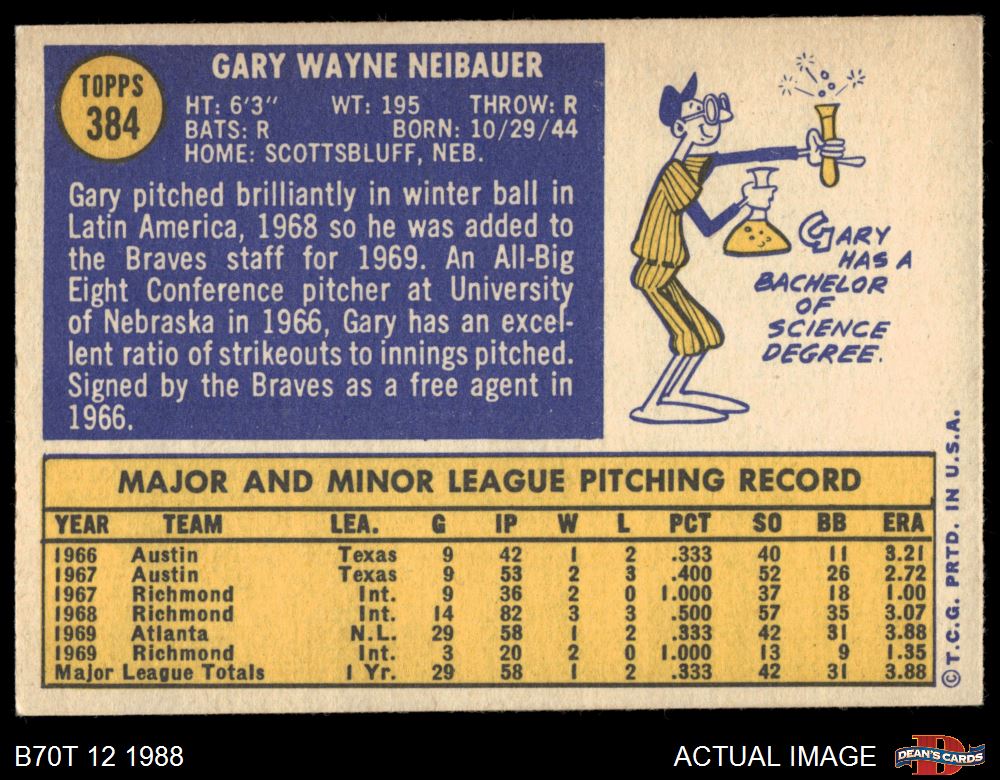 TOPPS
384
GARY WAYNE NEIBAUER
HT: 6'3" WT: 195 THROW: R
BATS: R BORN: 10/29/44
HOME: SCOTTSBLUFF, NEB.
Gary pitched brilliantly in winter ball in
Latin America, 1968 so he was added to
the Braves staff for 1969. An All-Big
Eight Conference pitcher at University
of Nebraska in 1966, Gary has an excel-
lent ratio of strikeouts to innings pitched.
Signed by the Braves as a free agent in
1966.
GARY
HAS A
BACHELOR
OF
SCIENCE
DEGREE.
MAJOR AND MINOR LEAGUE PITCHING RECORD
YEAR TEAM LEA. G IP W L PCT SO BB ERA
1966 Austin Texas 9 42 1 2 .333 40 11 3.21
1967 Austin Texas 9 53 2 3 .400 52 26 2.72
1967 Richmond Int. 9 36 2 0 1.000 37 18 1.00
1968 Richmond Int. 14 82 3 3 .500 57 35 3.07
1969 Atlanta N.L. 29 58 1 2 .333 42 31 3.88
1969 Richmond Int. 3 20 2 0 1.000 13 9 1.35
Major League Totals 1 Yr. 29 58 1 2 .333 42 31 3.88
©T.C.G. PRTD. IN U.S.A.
B70T 12 1988
ACTUAL IMAGE
D
DEAN'S CARDS